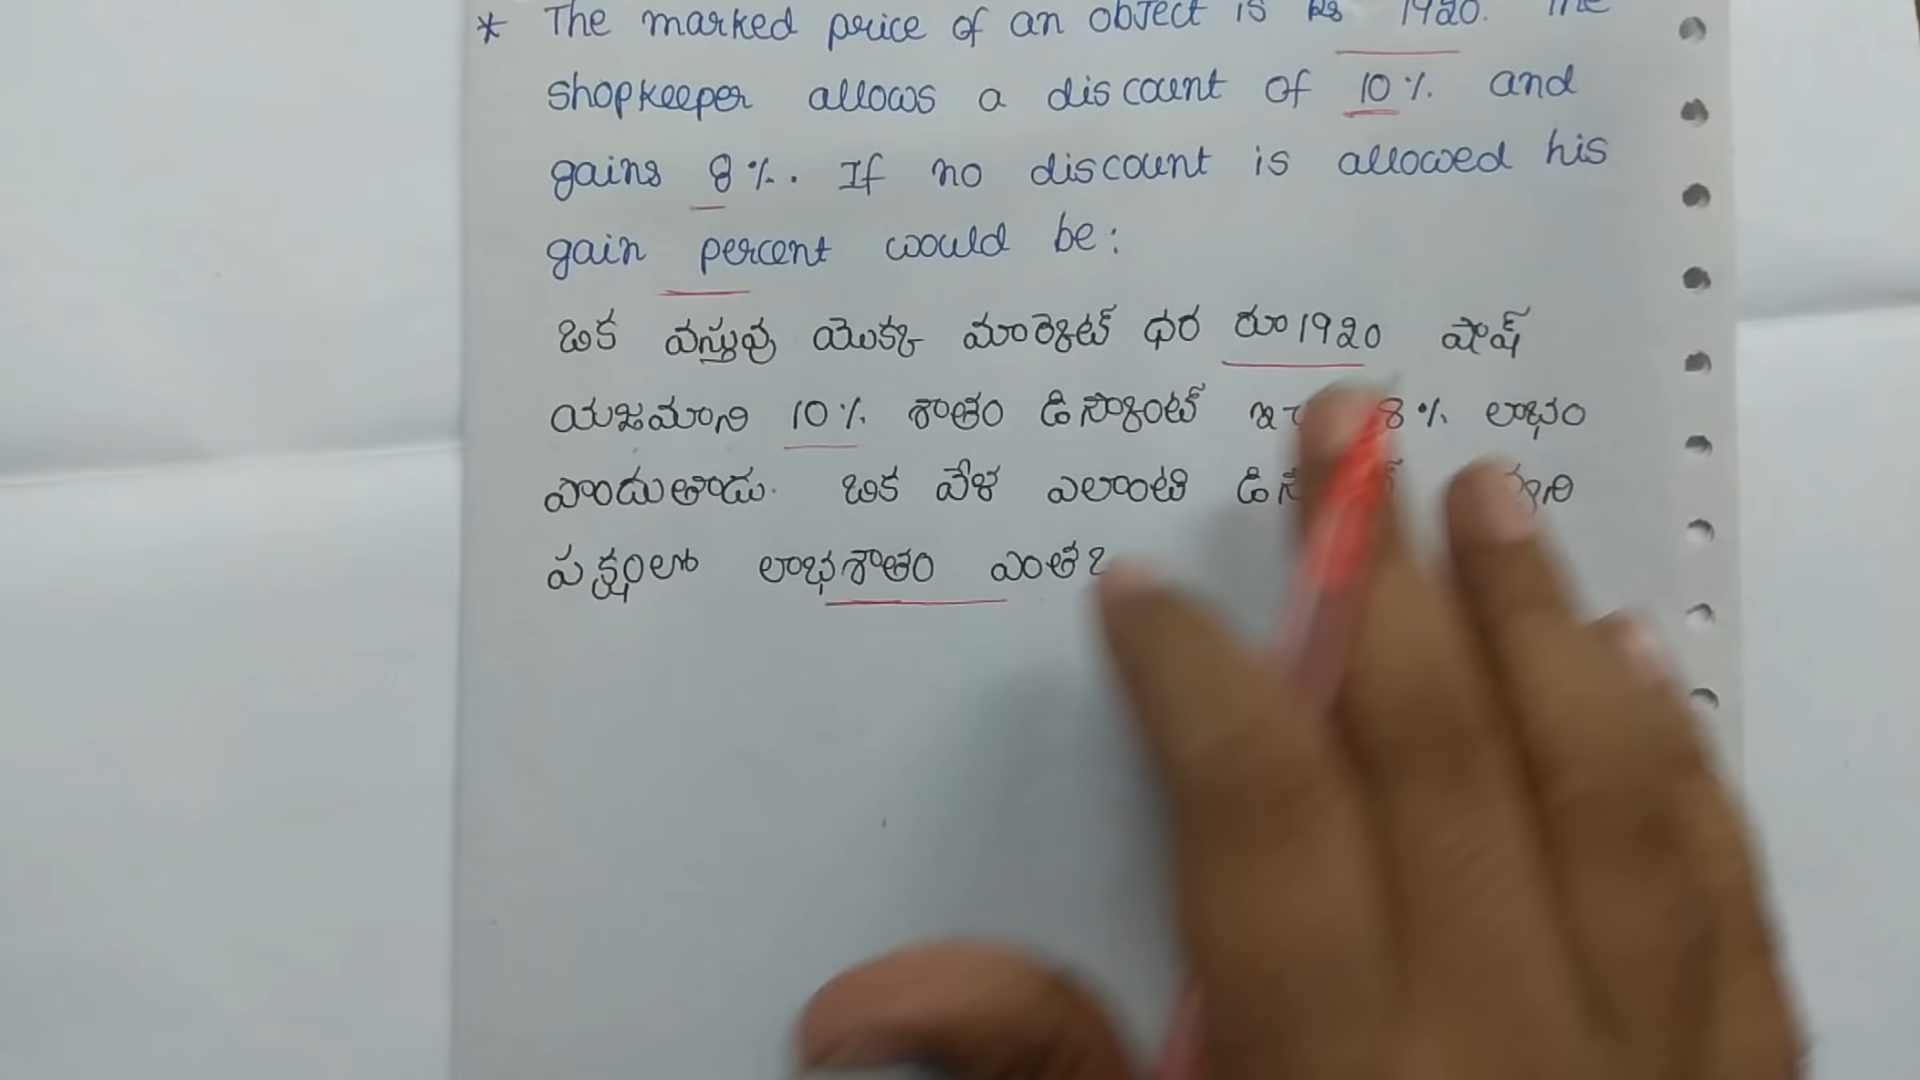 * The marked price of an object is Rs 1920. The
shopkeeper allows a discount of 10%. and
gains 8%. If no discount is allowed his
gain percent would be:
ఒక వస్తువు యొక్క మార్కెట్ ధర రూ1920 షాప్
యజమాని 10% శాతం డిస్కౌంట్ 8% లాభం
పొందుతాడు. ఒక వేళ ఎలాంటి
పక్షంలో లాభశాతం ఎంత?